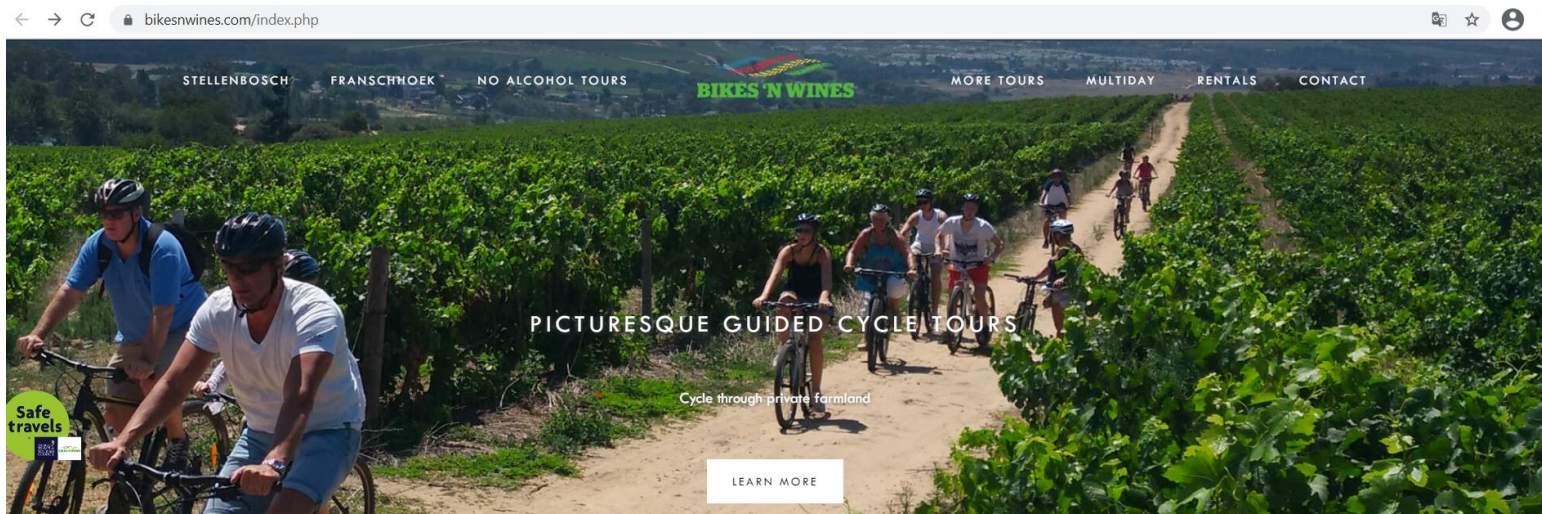 bikesnwines.com/index.php
STELLENBOSCH FRANSCHHOEK NO ALCOHOL TOURS BIKES 'N WINES MORE TOURS MULTIDAY RENTALS CONTACT
PICTURESQUE GUIDED CYCLE TOURS
Cycle through private farmland
Safe
travels
LEARN MORE